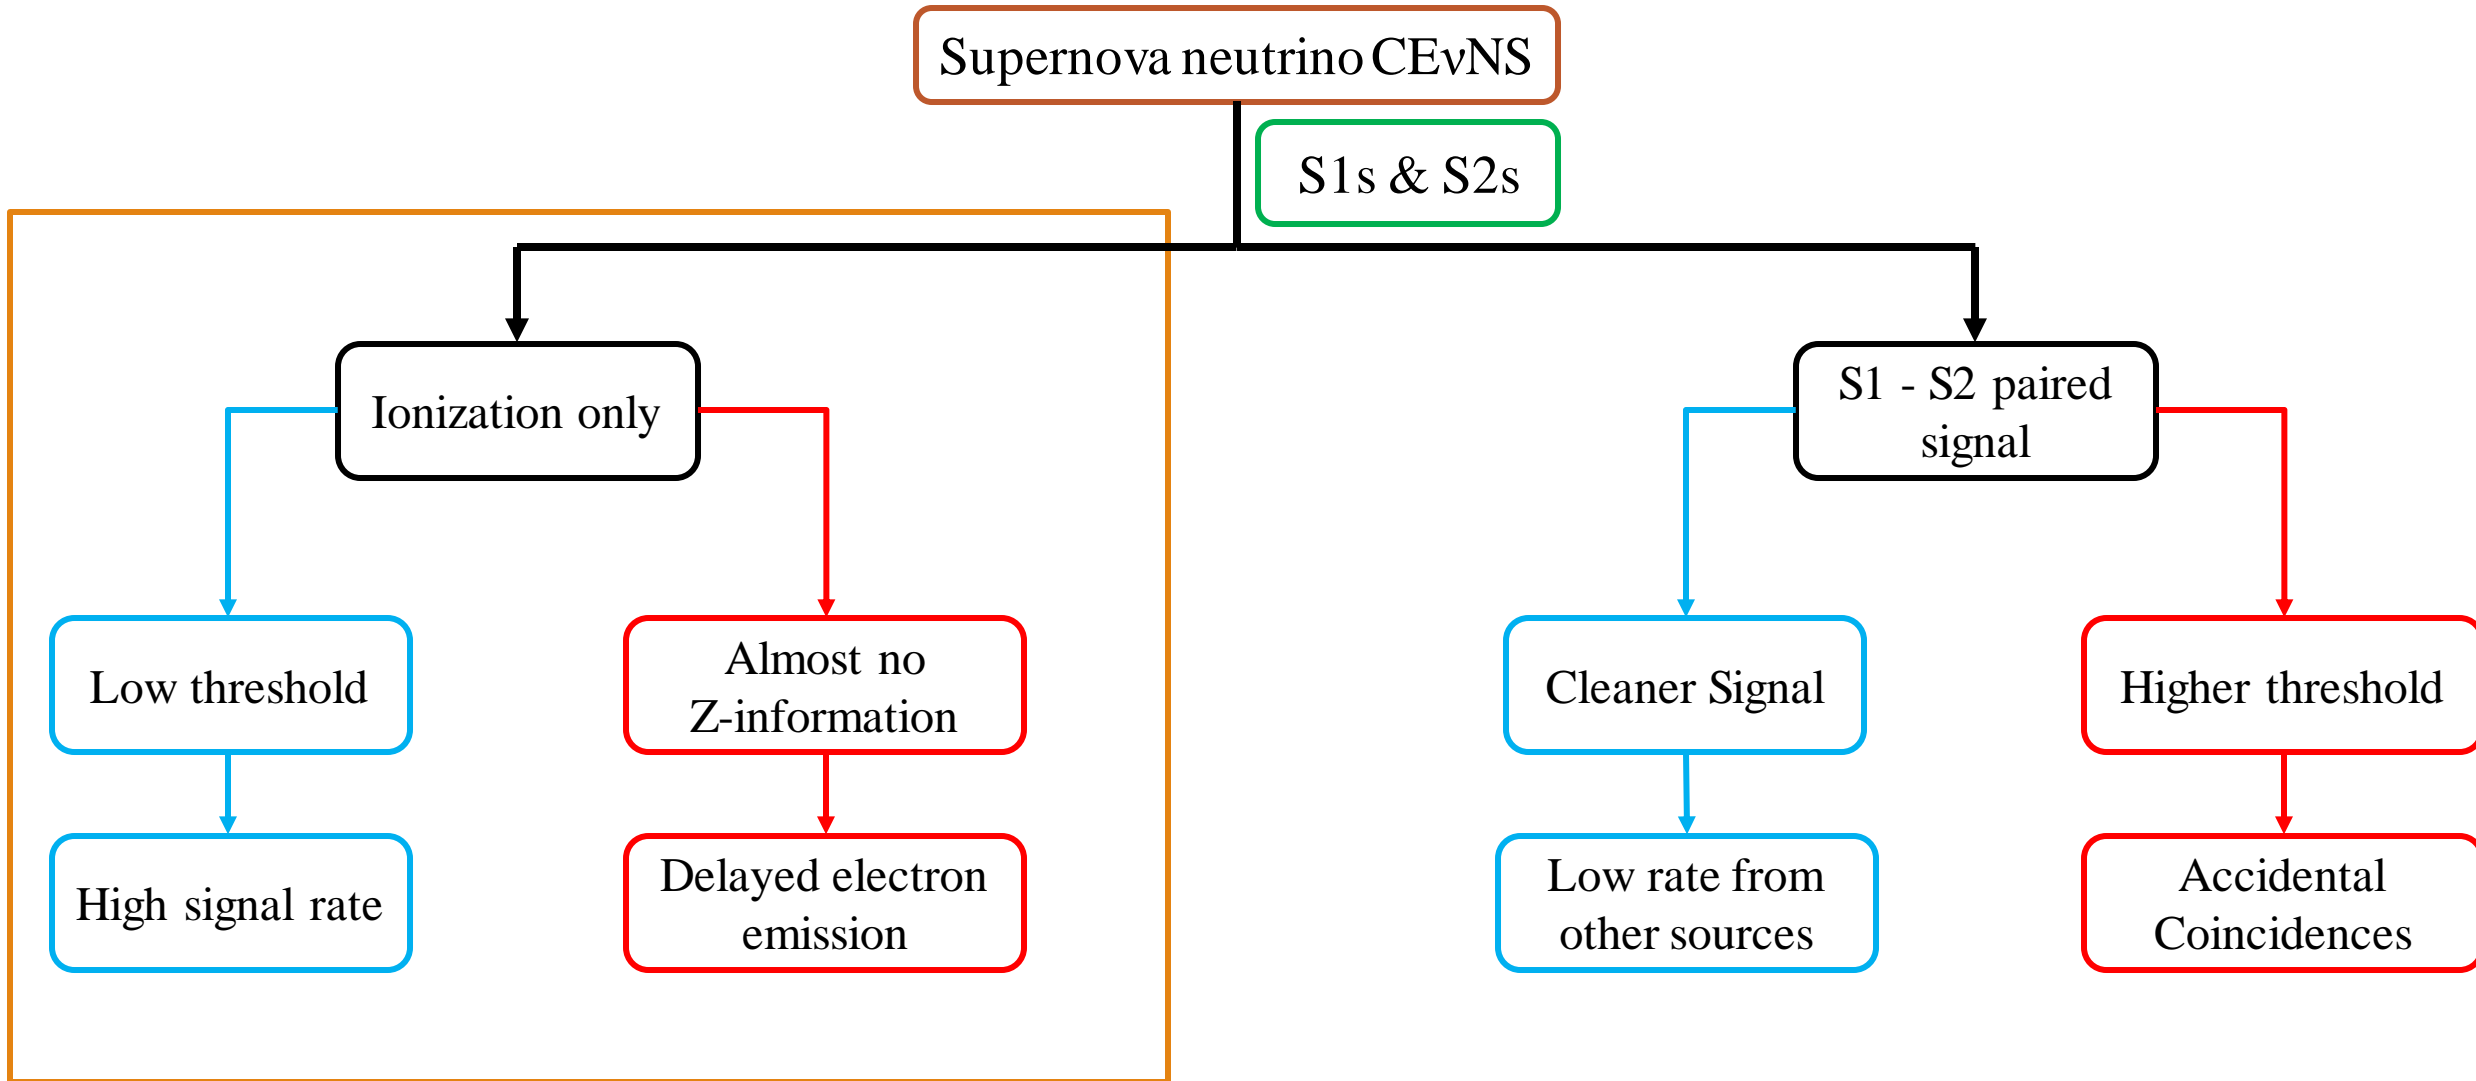 Supernova neutrino CEνNS
S1s & S2s
Ionization only
S1 - S2 paired
signal
Low threshold
Almost no
Z-information
Cleaner Signal
Higher threshold
High signal rate
Delayed electron
emission
Low rate from
other sources
Accidental
Coincidences